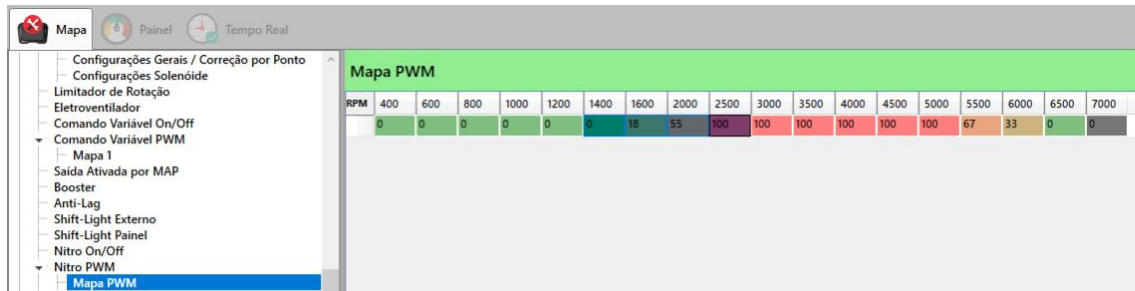 Mapa Painel Tempo Real
Configurações Gerais / Correção por Ponto
Configurações Solenóide
Limitador de Rotação
Eletroventilador
Comando Variável On/Off
Comando Variável PWM
Mapa 1
Saída Ativada por MAP
Booster
Anti-Lag
Shift-Light Externo
Shift-Light Painel
Nitro On/Off
Nitro PWM
Mapa PWM
Mapa PWM
RPM 400 600 800 1000 1200 1400 1600 2000 2500 3000 3500 4000 4500 5000 5500 6000 6500 7000
0 0 0 0 0 0 18 55 100 100 100 100 100 100 67 33 0 0